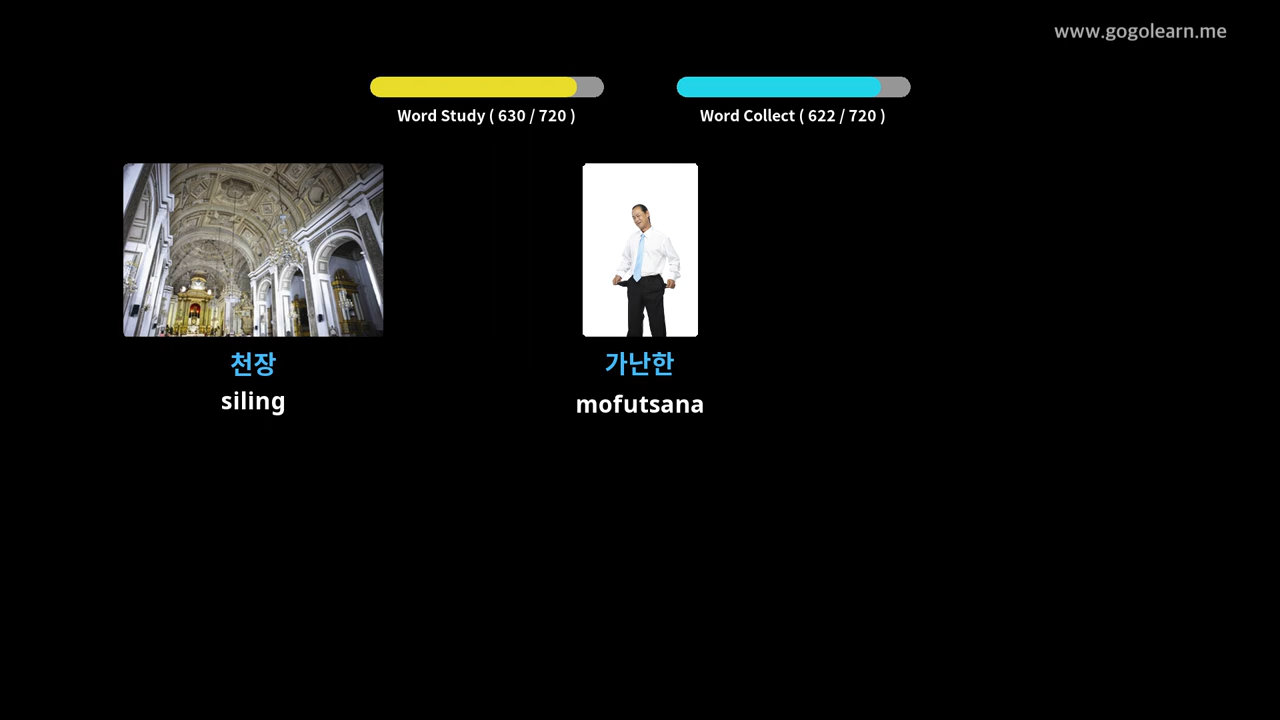 www.gogolearn.me
Word Study ( 630 / 720 )
Word Collect ( 622 / 720 )
천장
siling
가난한
mofutsana